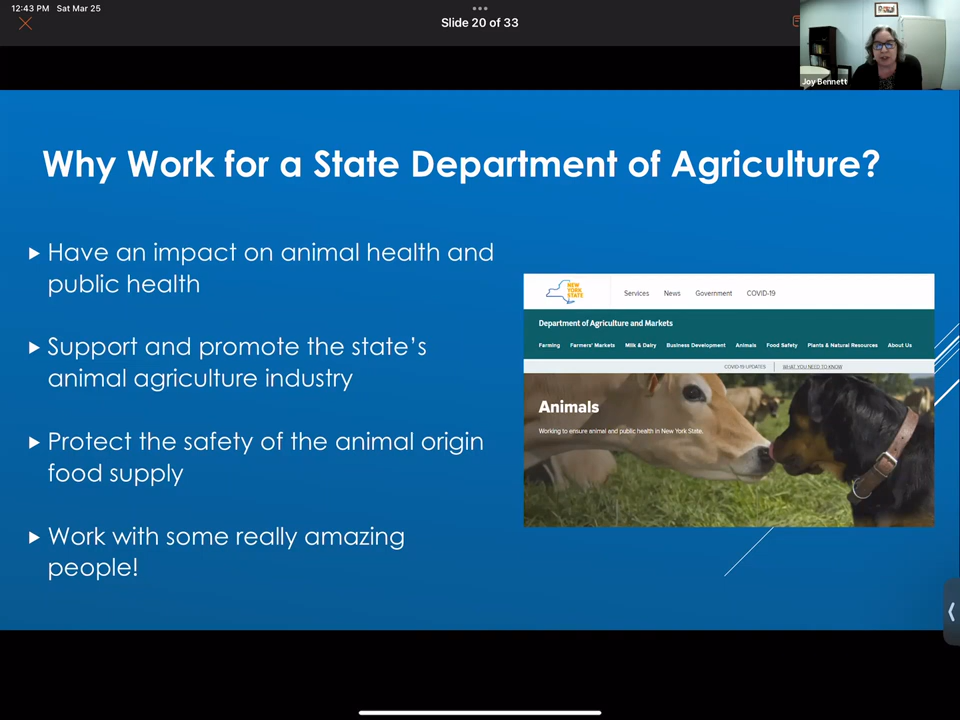 12:43 PM Sat Mar 25
Slide 20 of 33
Joy Bennett
Why Work for a State Department of Agriculture?
Have an impact on animal health and
public health
Support and promote the state's
animal agriculture industry
Protect the safety of the animal origin
food supply
Work with some really amazing
people!
NEW
YORK
STATE
Services News Government COVID-19
Department of Agriculture and Markets
Farming Farmers' Markets Milk & Dairy Business Development Animals Food Safety Plants & Natural Resources About Us
COVID-19 UPDATES WHAT YOU NEED TO KNOW
Animals
Working to ensure animal and public health in New York State.